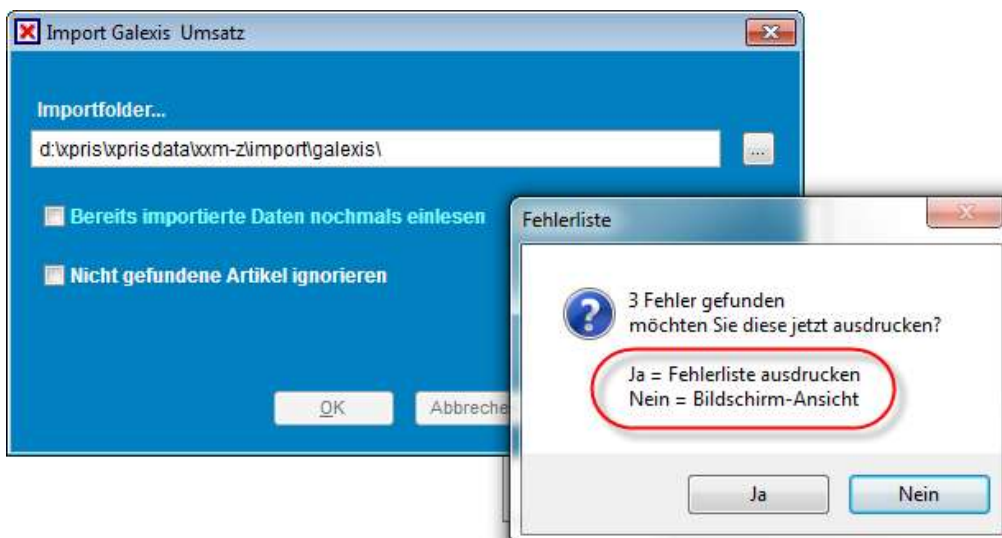 Import Galexis Umsatz
Importfolder...
d:\xpris\xprisdata\xxm-z\import\galexis\
...
Bereits importierte Daten nochmals einlesen
Nicht gefundene Artikel ignorieren
OK
Abbreche
Fehlerliste
3 Fehler gefunden
möchten Sie diese jetzt ausdrucken?
Ja = Fehlerliste ausdrucken
Nein = Bildschirm-Ansicht
Ja
Nein